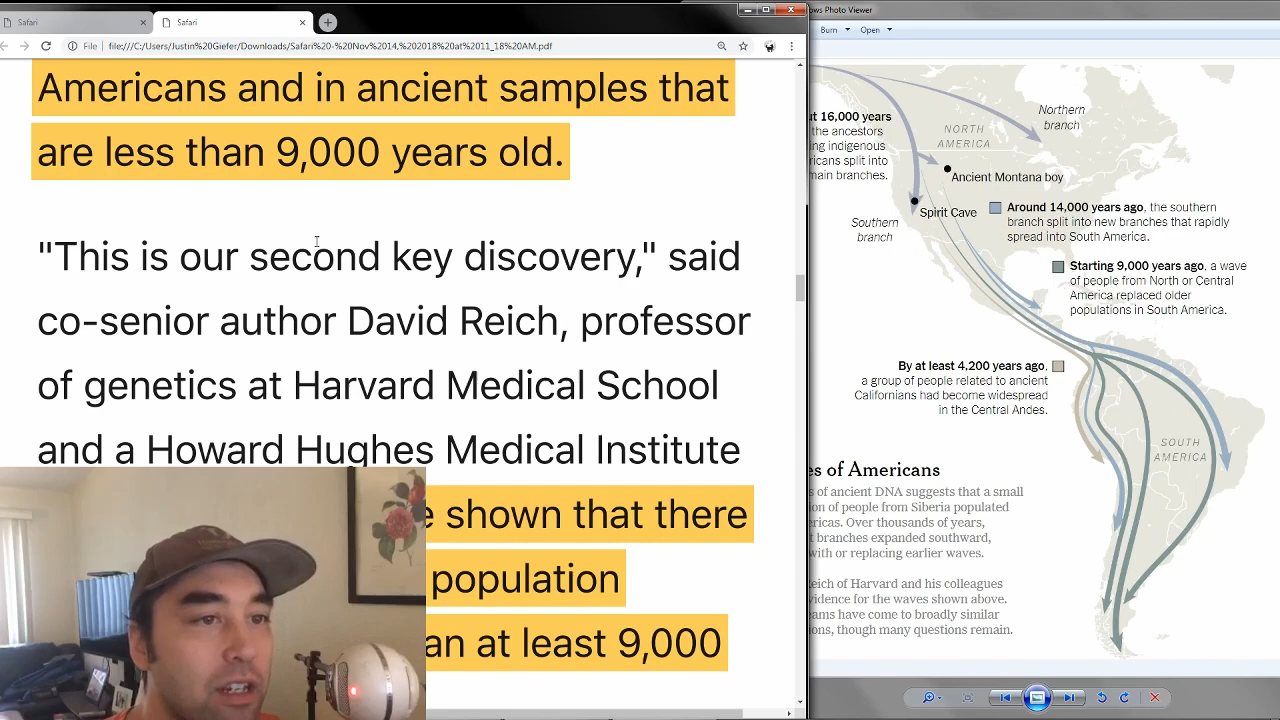 Safari
Safari
File
file:///C:/Users/Justin%20Giefer/Downloads/Safari%20-%20Nov%2014,%202018%20at%2011_18%20AM.pdf
Americans and in ancient samples that
are less than 9,000 years old.
"This is our second key discovery," said
co-senior author David Reich, professor
of genetics at Harvard Medical School
and a Howard Hughes Medical Institute
shown that there
population
an at least 9,000
Photo Viewer
Burn
Open
16,000 years
the ancestors
split into
branches.
NORTH
AMERICA
Northern
branch
Ancient Montana boy
Spirit Cave
Southern
branch
Around 14,000 years ago, the southern
branch split into new branches that rapidly
spread into South America.
Starting 9,000 years ago, a wave
of people from North or Central
America replaced older
populations in South America.
By at least 4,200 years ago,
a group of people related to ancient
Californians had become widespread
in the Central Andes.
SOUTH
AMERICA
of Americans
of ancient DNA suggests that a small
of people from Siberia populated
Over thousands of years,
branches expanded southward,
or replacing earlier waves.
of Harvard and his colleagues
for the waves shown above.
have come to broadly similar
though many questions remain.